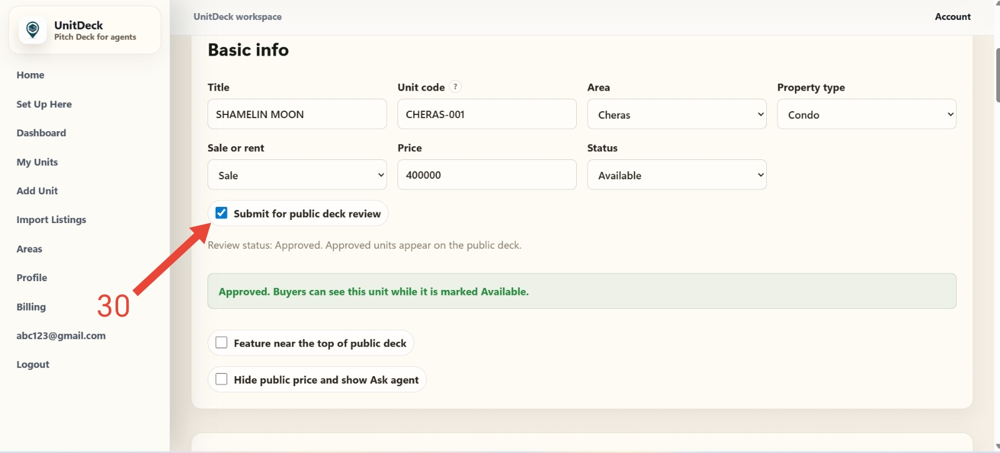 UnitDeck
Pitch Deck for agents
Home
Set Up Here
Dashboard
My Units
Add Unit
Import Listings
Areas
Profile
Billing
abc123@gmail.com
Logout
30
UnitDeck workspace
Account
Basic info
Title
Unit code ?
Area
Property type
SHAMELIN MOON
CHERAS-001
Cheras
Condo
Sale or rent
Price
Status
Sale
400000
Available
Submit for public deck review
Review status: Approved. Approved units appear on the public deck.
Approved. Buyers can see this unit while it is marked Available.
Feature near the top of public deck
Hide public price and show Ask agent